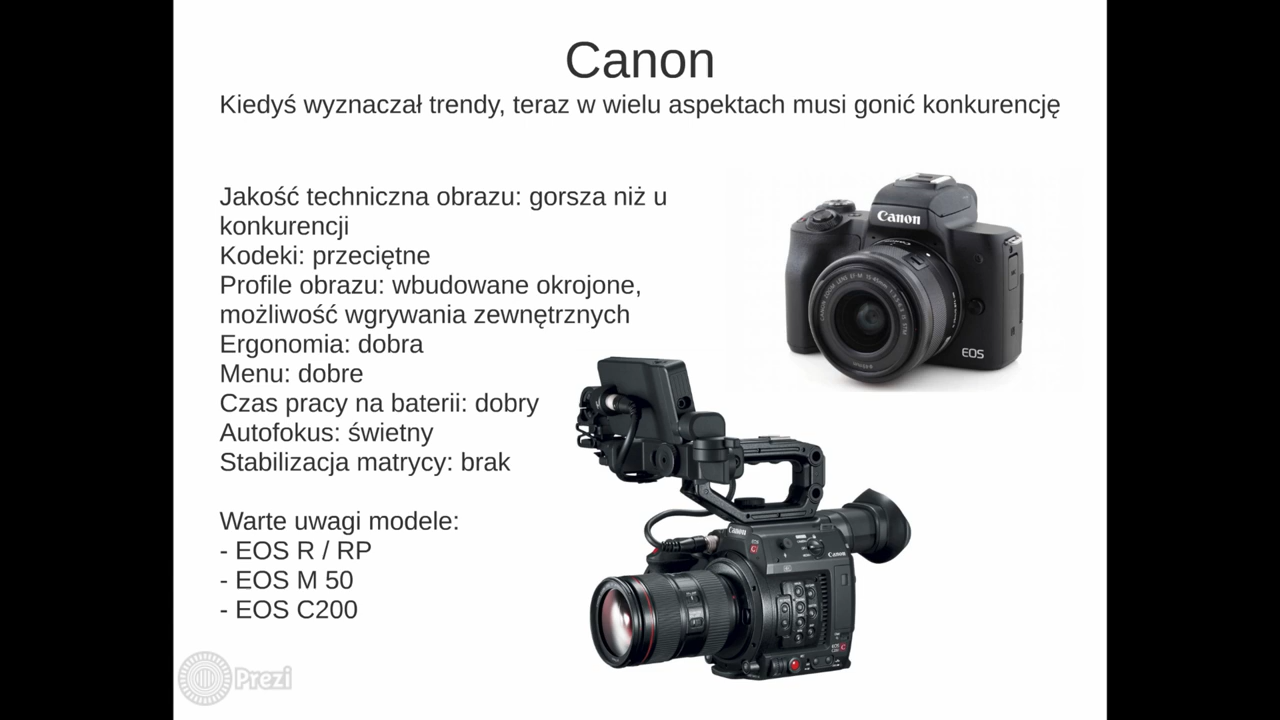 Canon
Kiedyś wyznaczał trendy, teraz w wielu aspektach musi gonić konkurencję
Jakość techniczna obrazu: gorsza niż u
konkurencji
Kodeki: przeciętne
Profile obrazu: wbudowane okrojone,
możliwość wgrywania zewnętrznych
Ergonomia: dobra
Menu: dobre
Czas pracy na baterii: dobry
Autofokus: świetny
Stabilizacja matrycy: brak
Warte uwagi modele:
- EOS R / RP
- EOS M 50
- EOS C200
Canon
EOS
Canon
Canon
Prezi